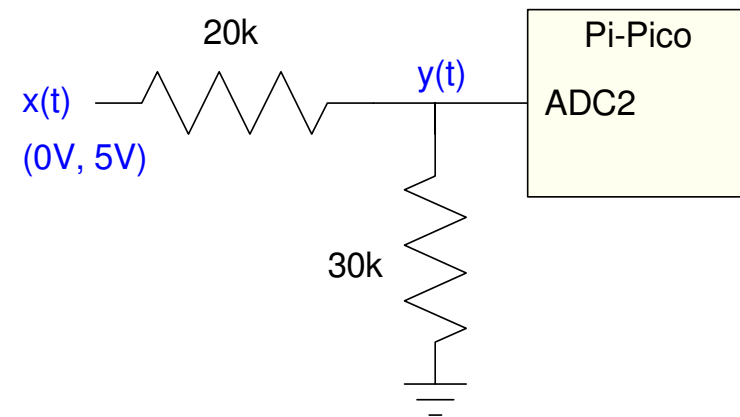 20k
Pi-Pico
x(t)
y(t)
ADC2
(0V, 5V)
30k